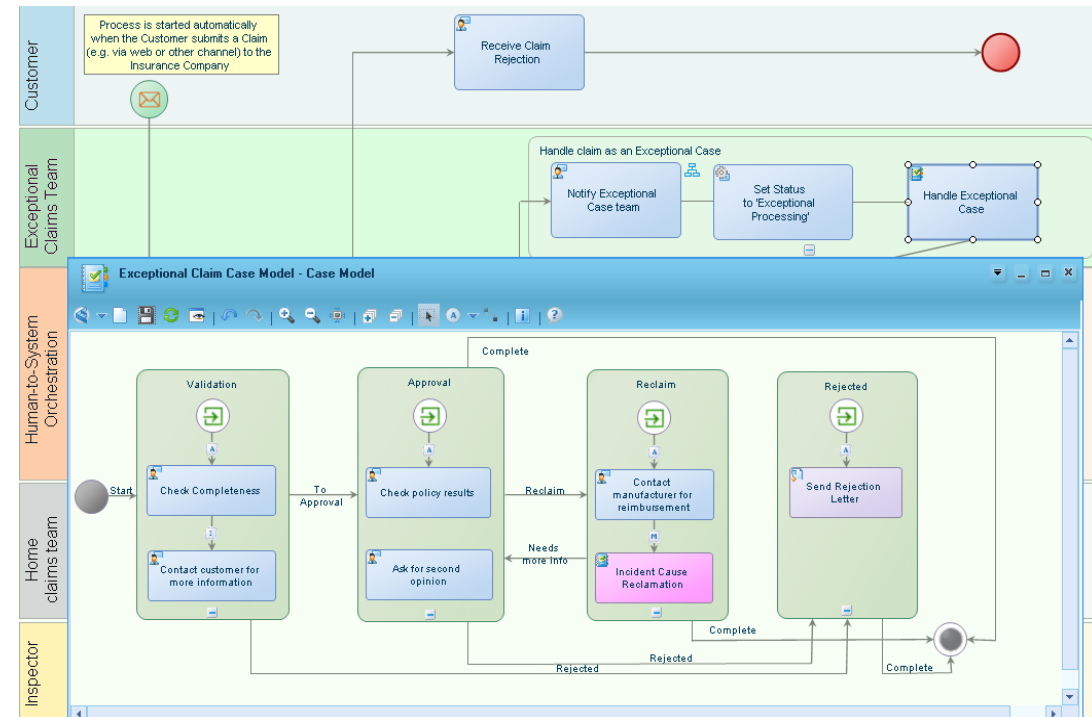 Process is started automatically
when the Customer submits a Claim
(e.g. via web or other channel) to the
Insurance Company
Customer
Receive Claim
Rejection
Exceptional
Claims Team
Handle claim as an Exceptional Case
Notify Exceptional
Case team
Set Status
to 'Exceptional
Processing'
Handle Exceptional
Case
Human-to-System
Orchestration
Home
claims team
Inspector
Exceptional Claim Case Model - Case Model
A
i
?
Complete
Validation
Approval
Reclaim
Rejected
A
A
A
A
Start
Check Completeness
To
Approval
Check policy results
Reclaim
Contact
manufacturer for
reimbursement
Send Rejection
Letter
M
Contact customer for
more information
Ask for second
opinion
Needs
more info
Incident Cause
Reclamation
Complete
Rejected
Rejected
Complete